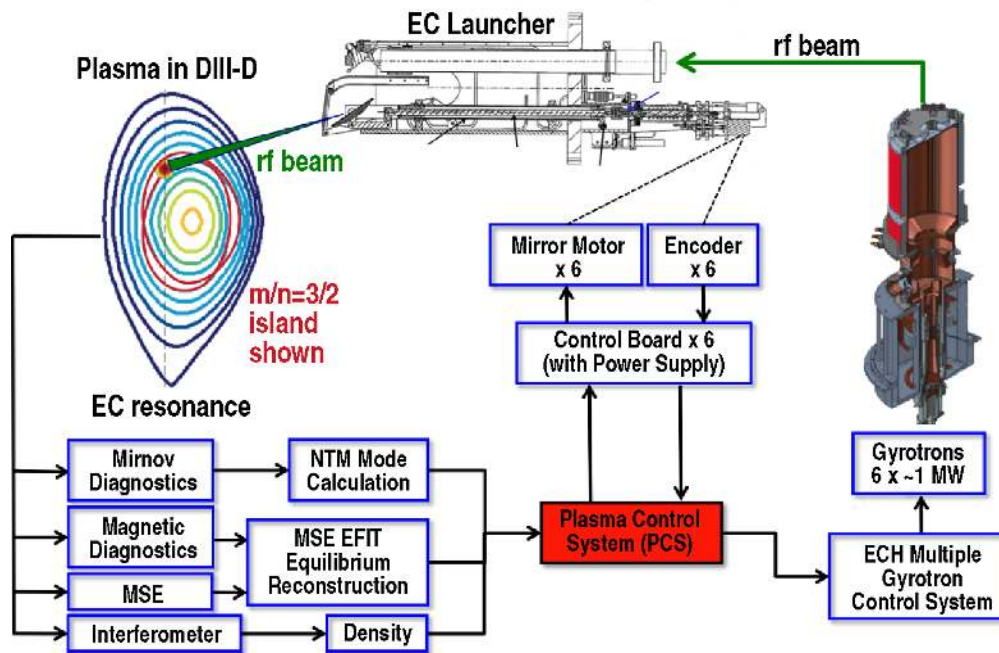 EC Launcher
rf beam
Plasma in DIII-D
rf beam
m/n=3/2
island
shown
EC resonance
Mirror Motor
x 6
Encoder
x 6
Control Board x 6
(with Power Supply)
Mirnov
Diagnostics
NTM Mode
Calculation
Magnetic
Diagnostics
MSE EFIT
Equilibrium
Reconstruction
MSE
Interferometer
Density
Plasma Control
System (PCS)
Gyrotrons
6 x ~1 MW
ECH Multiple
Gyrotron
Control System